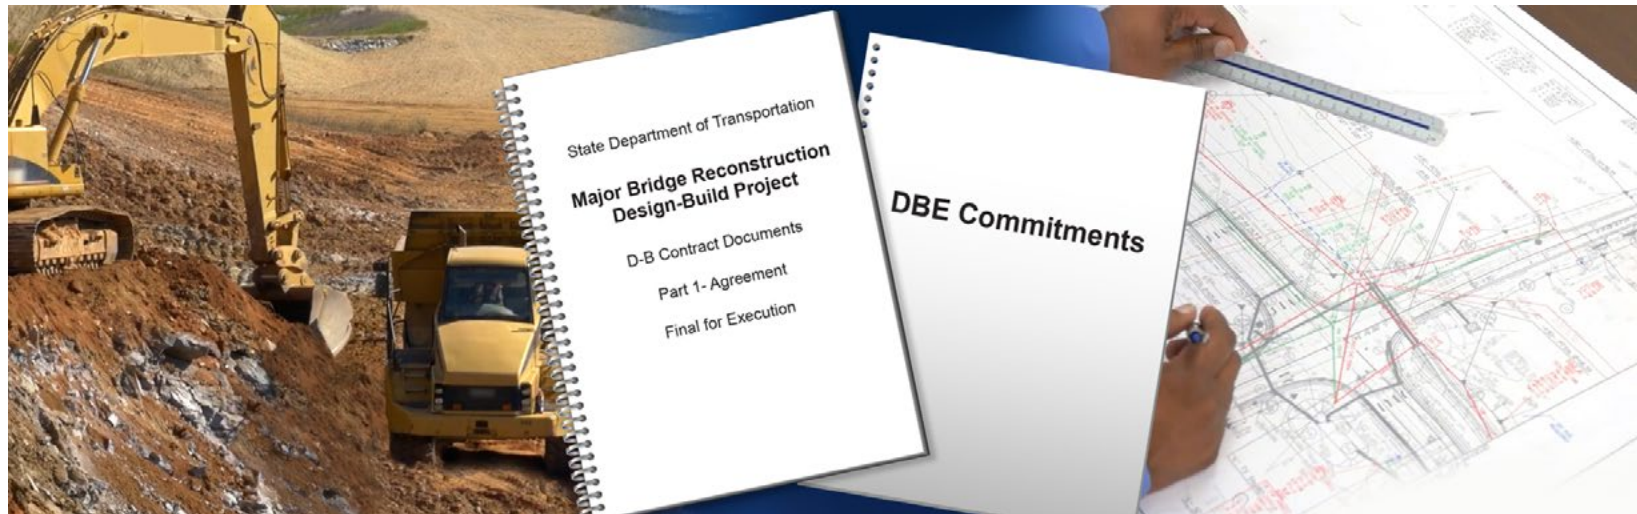 State Department of Transportation
Major Bridge Reconstruction
Design-Build Project
D-B Contract Documents
Part 1- Agreement
Final for Execution
DBE Commitments